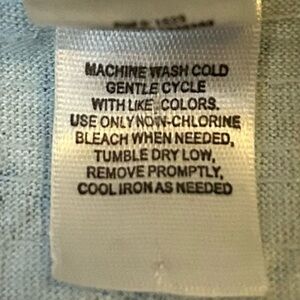 MACHINE WASH COLD
GENTLE CYCLE
WITH LIKE COLORS.
USE ONLY NON-CHLORINE
BLEACH WHEN NEEDED,
TUMBLE DRY LOW,
REMOVE PROMPTLY,
COOL IRON AS NEEDED